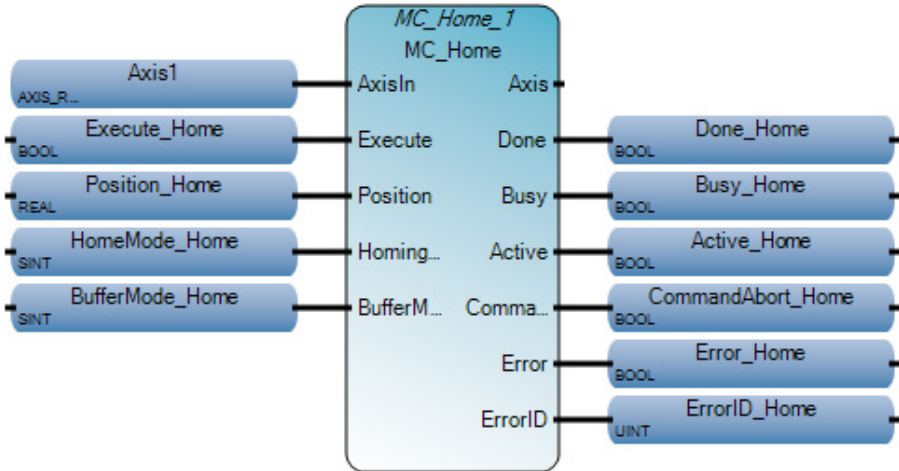 MC_Home_1
MC_Home
Axis1
AXIS_R...
AxisIn
Axis
Execute_Home
BOOL
Execute
Done
Done_Home
BOOL
Position_Home
REAL
Position
Busy
Busy_Home
BOOL
HomeMode_Home
SINT
Homing...
Active
Active_Home
BOOL
BufferMode_Home
SINT
BufferM...
Comma...
CommandAbort_Home
BOOL
Error
Error_Home
BOOL
ErrorID
ErrorID_Home
UINT